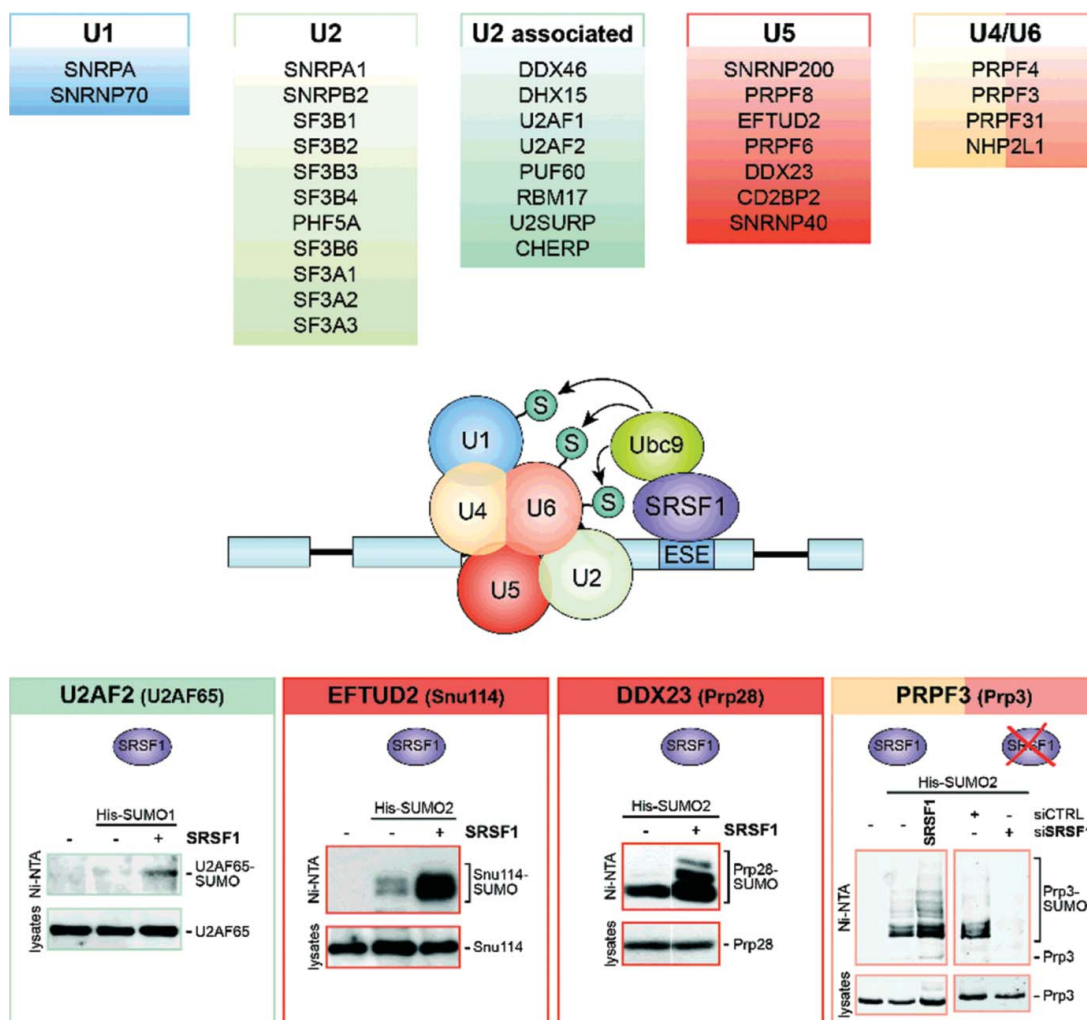 U1
SNRPA
SNRNP70
U2
SNRPA1
SNRPB2
SF3B1
SF3B2
SF3B3
SF3B4
PHF5A
SF3B6
SF3A1
SF3A2
SF3A3
U2 associated
DDX46
DHX15
U2AF1
U2AF2
PUF60
RBM17
U2SURP
CHERP
U5
SNRNP200
PRPF8
EFTUD2
PRPF6
DDX23
CD2BP2
SNRNP40
U4/U6
PRPF4
PRPF3
PRPF31
NHP2L1
S
U1
S
Ubc9
U4
U6
S
SRSF1
ESE
U5
U2
U2AF2 (U2AF65)
SRSF1
His-SUMO1
- - + SRSF1
Ni-NTA
U2AF65-
SUMO
lysates
U2AF65
EFTUD2 (Snu114)
SRSF1
His-SUMO2
- - + SRSF1
Ni-NTA
Snu114-
SUMO
lysates
Snu114
DDX23 (Prp28)
SRSF1
His-SUMO2
- + SRSF1
Ni-NTA
Prp28-
SUMO
lysates
Prp28
PRPF3 (Prp3)
SRSF1
SRSF1
His-SUMO2
- - SRSF1
+ - siCTRL
- + siSRSF1
Ni-NTA
Prp3-
SUMO
Prp3
lysates
Prp3